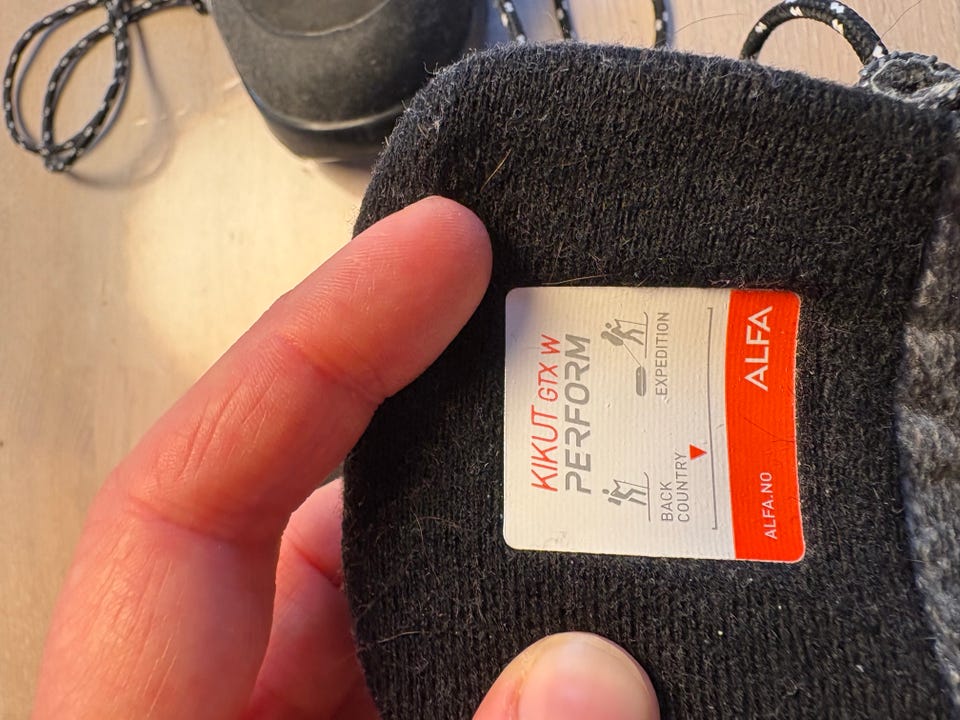 KIKUT GTX W
PERFORM
BACK
COUNTRY
EXPEDITION
ALFA.NO
ALFA